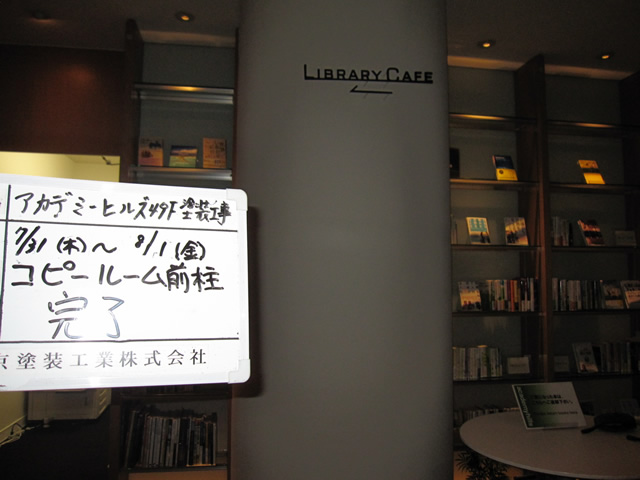 LIBRARY CAFE
アカデミーヒルズ49F塗装工事
7/31(木)〜 8/1(金)
コピールーム前柱
完了
京塗装工業株式会社